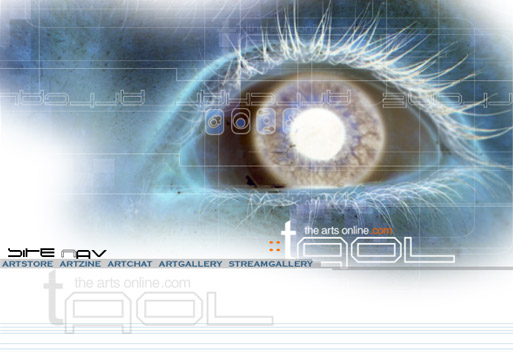 the arts online.com
taol
SITE NAV
ARTSTORE ARTZINE ARTCHAT ARTGALLERY STREAMGALLERY
the arts online.com
taol